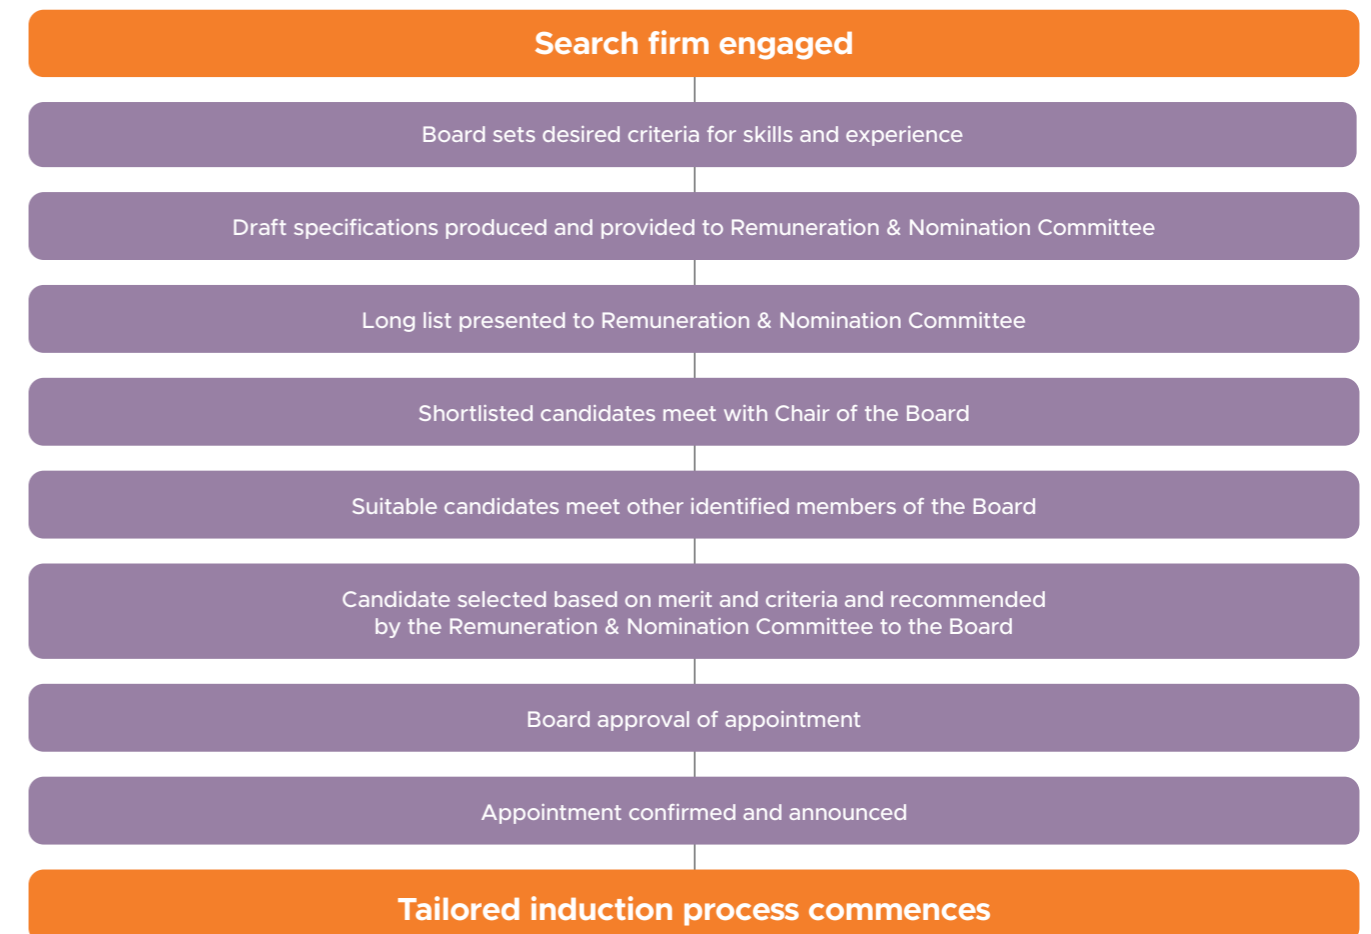 Search firm engaged
Board sets desired criteria for skills and experience
Draft specifications produced and provided to Remuneration & Nomination Committee
Long list presented to Remuneration & Nomination Committee
Shortlisted candidates meet with Chair of the Board
Suitable candidates meet other identified members of the Board
Candidate selected based on merit and criteria and recommended
by the Remuneration & Nomination Committee to the Board
Board approval of appointment
Appointment confirmed and announced
Tailored induction process commences